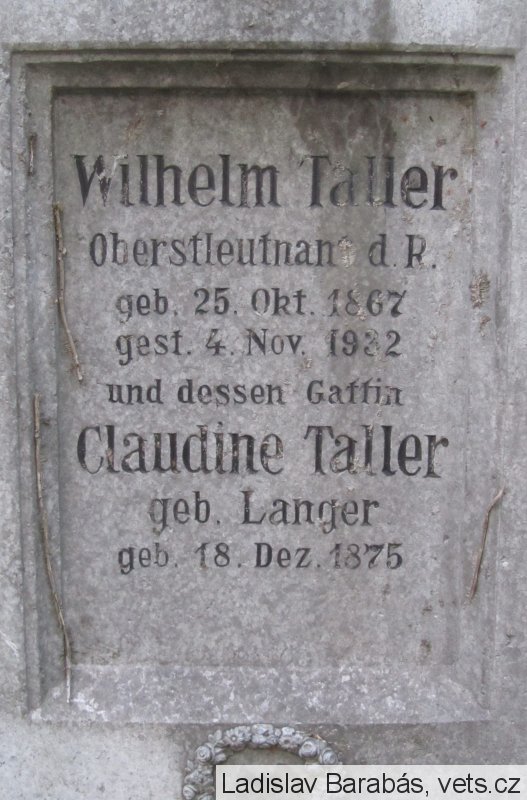 Wilhelm Taller
Oberstleutnant d. R.
geb. 25. Okt. 1867
gest. 4. Nov. 1932
und dessen Gattin
Claudine Taller
geb. Langer
geb. 18. Dez. 1875
Ladislav Barabás, vets.cz